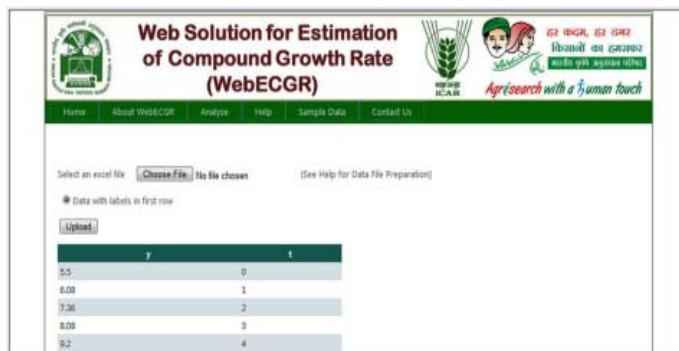 Web Solution for Estimation
of Compound Growth Rate
(WebECGR)
ICAR
हर कदम, हर डगर
किसानों का हमसफर
भारतीय कृषि अनुसंधान परिषद
Agrisearch with a human touch
Home About WebECGR Analyze Help Sample Data Contact Us
Select an excel file Choose File No file chosen (See Help for Data File Preparation)
Data with labels in first row
Upload
y t
5.5 0
6.08 1
7.36 2
8.08 3
9.2 4